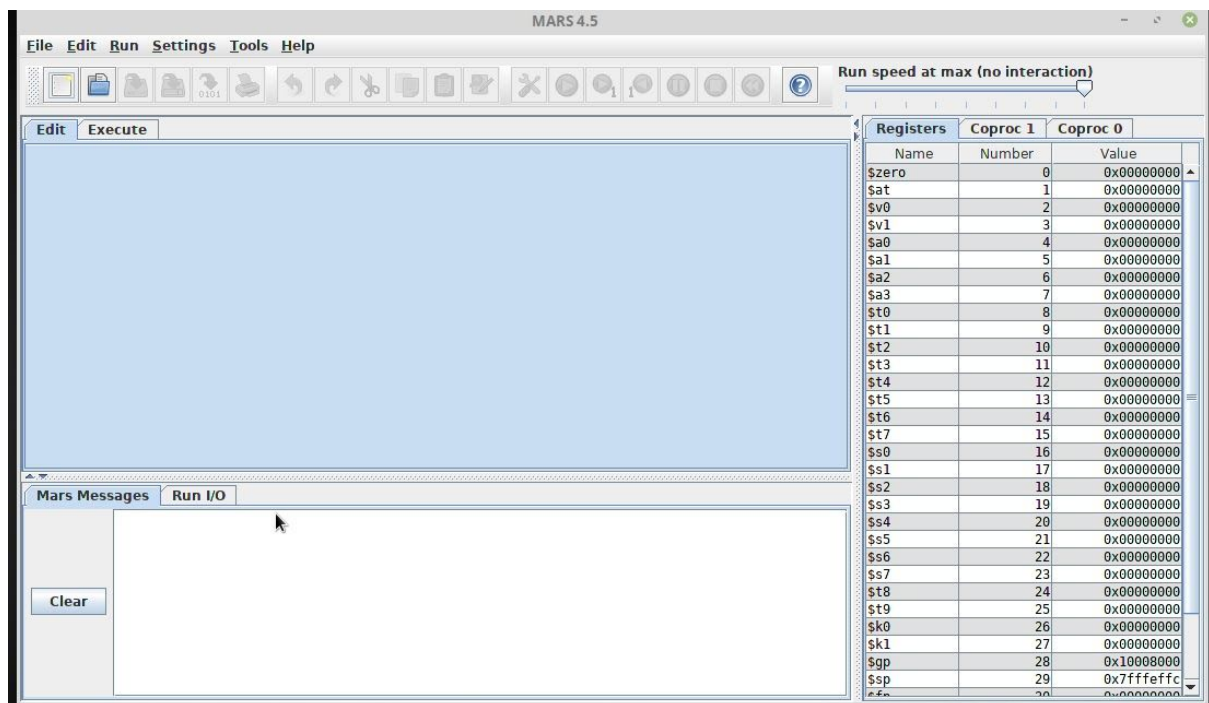 MARS 4.5
File Edit Run Settings Tools Help
Run speed at max (no interaction)
Edit Execute
Registers Coproc 1 Coproc 0
Name Number Value
$zero 0 0x00000000
$at 1 0x00000000
$v0 2 0x00000000
$v1 3 0x00000000
$a0 4 0x00000000
$a1 5 0x00000000
$a2 6 0x00000000
$a3 7 0x00000000
$t0 8 0x00000000
$t1 9 0x00000000
$t2 10 0x00000000
$t3 11 0x00000000
$t4 12 0x00000000
$t5 13 0x00000000
$t6 14 0x00000000
$t7 15 0x00000000
$s0 16 0x00000000
$s1 17 0x00000000
$s2 18 0x00000000
$s3 19 0x00000000
$s4 20 0x00000000
$s5 21 0x00000000
$s6 22 0x00000000
$s7 23 0x00000000
$t8 24 0x00000000
$t9 25 0x00000000
$k0 26 0x00000000
$k1 27 0x00000000
$gp 28 0x10008000
$sp 29 0x7fffeffc
Mars Messages Run I/O
Clear